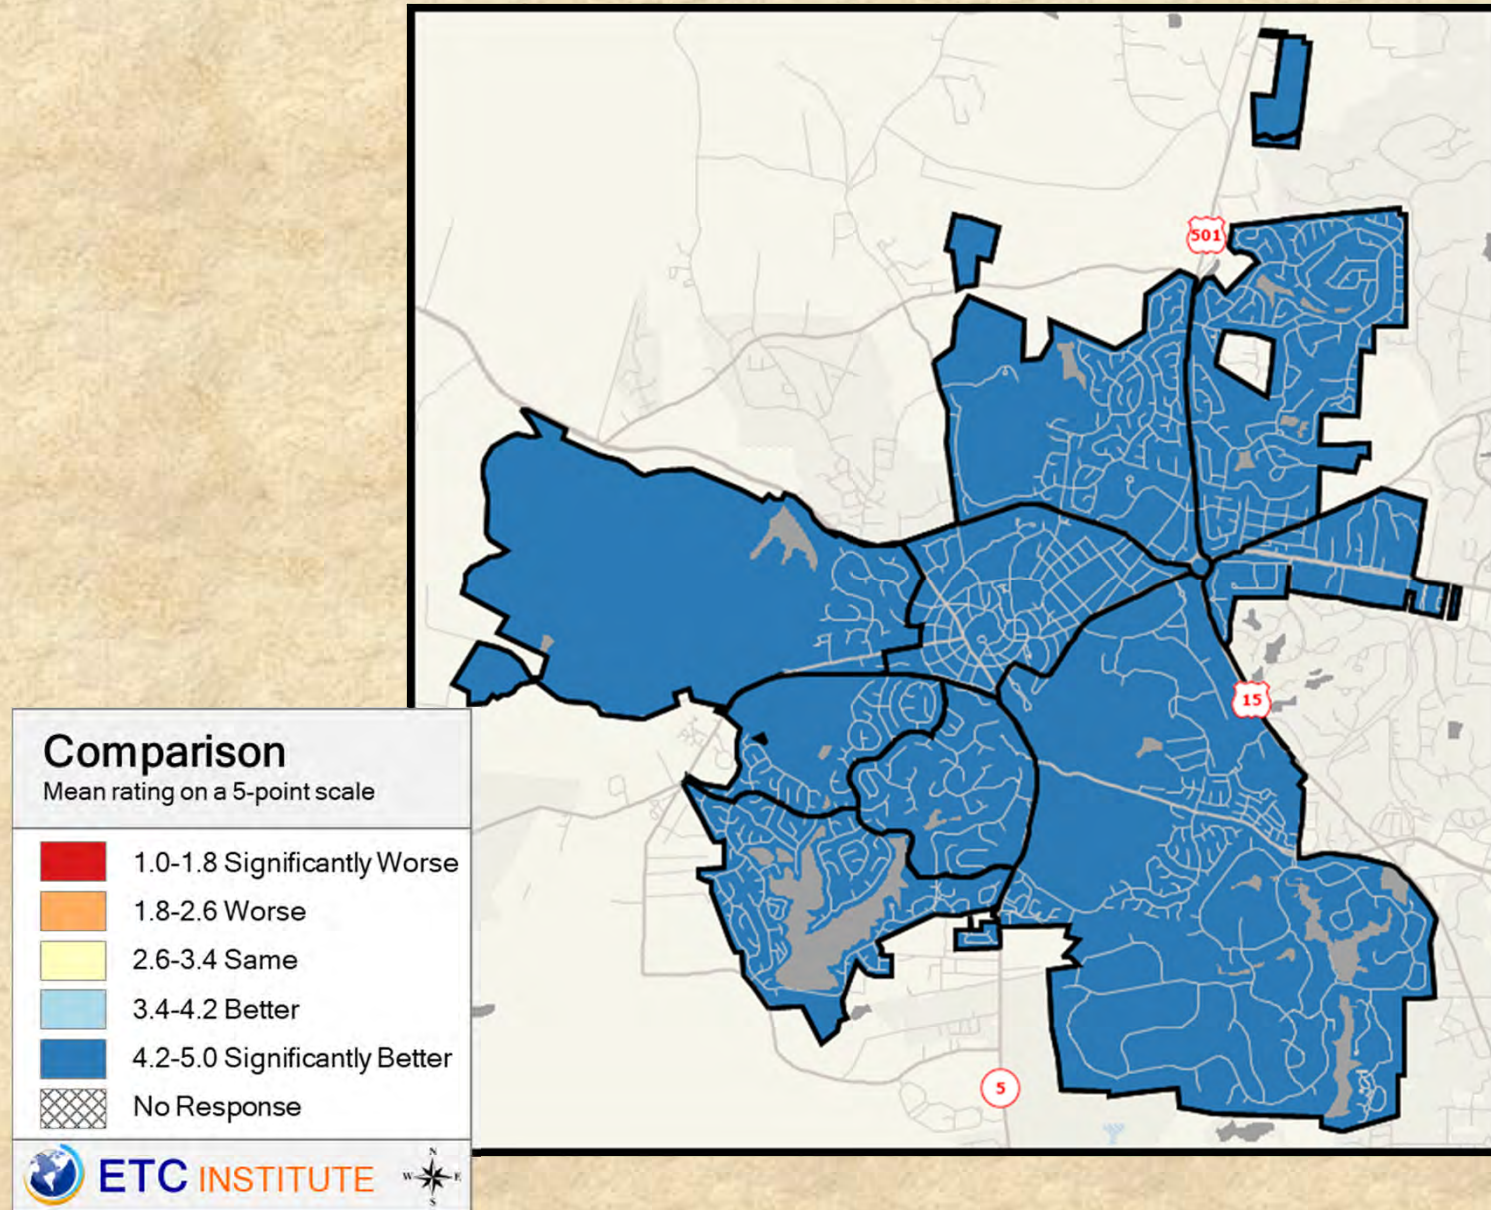 501
15
Comparison
Mean rating on a 5-point scale
1.0-1.8 Significantly Worse
1.8-2.6 Worse
2.6-3.4 Same
3.4-4.2 Better
4.2-5.0 Significantly Better
No Response
5
ETC INSTITUTE
N
W E
S